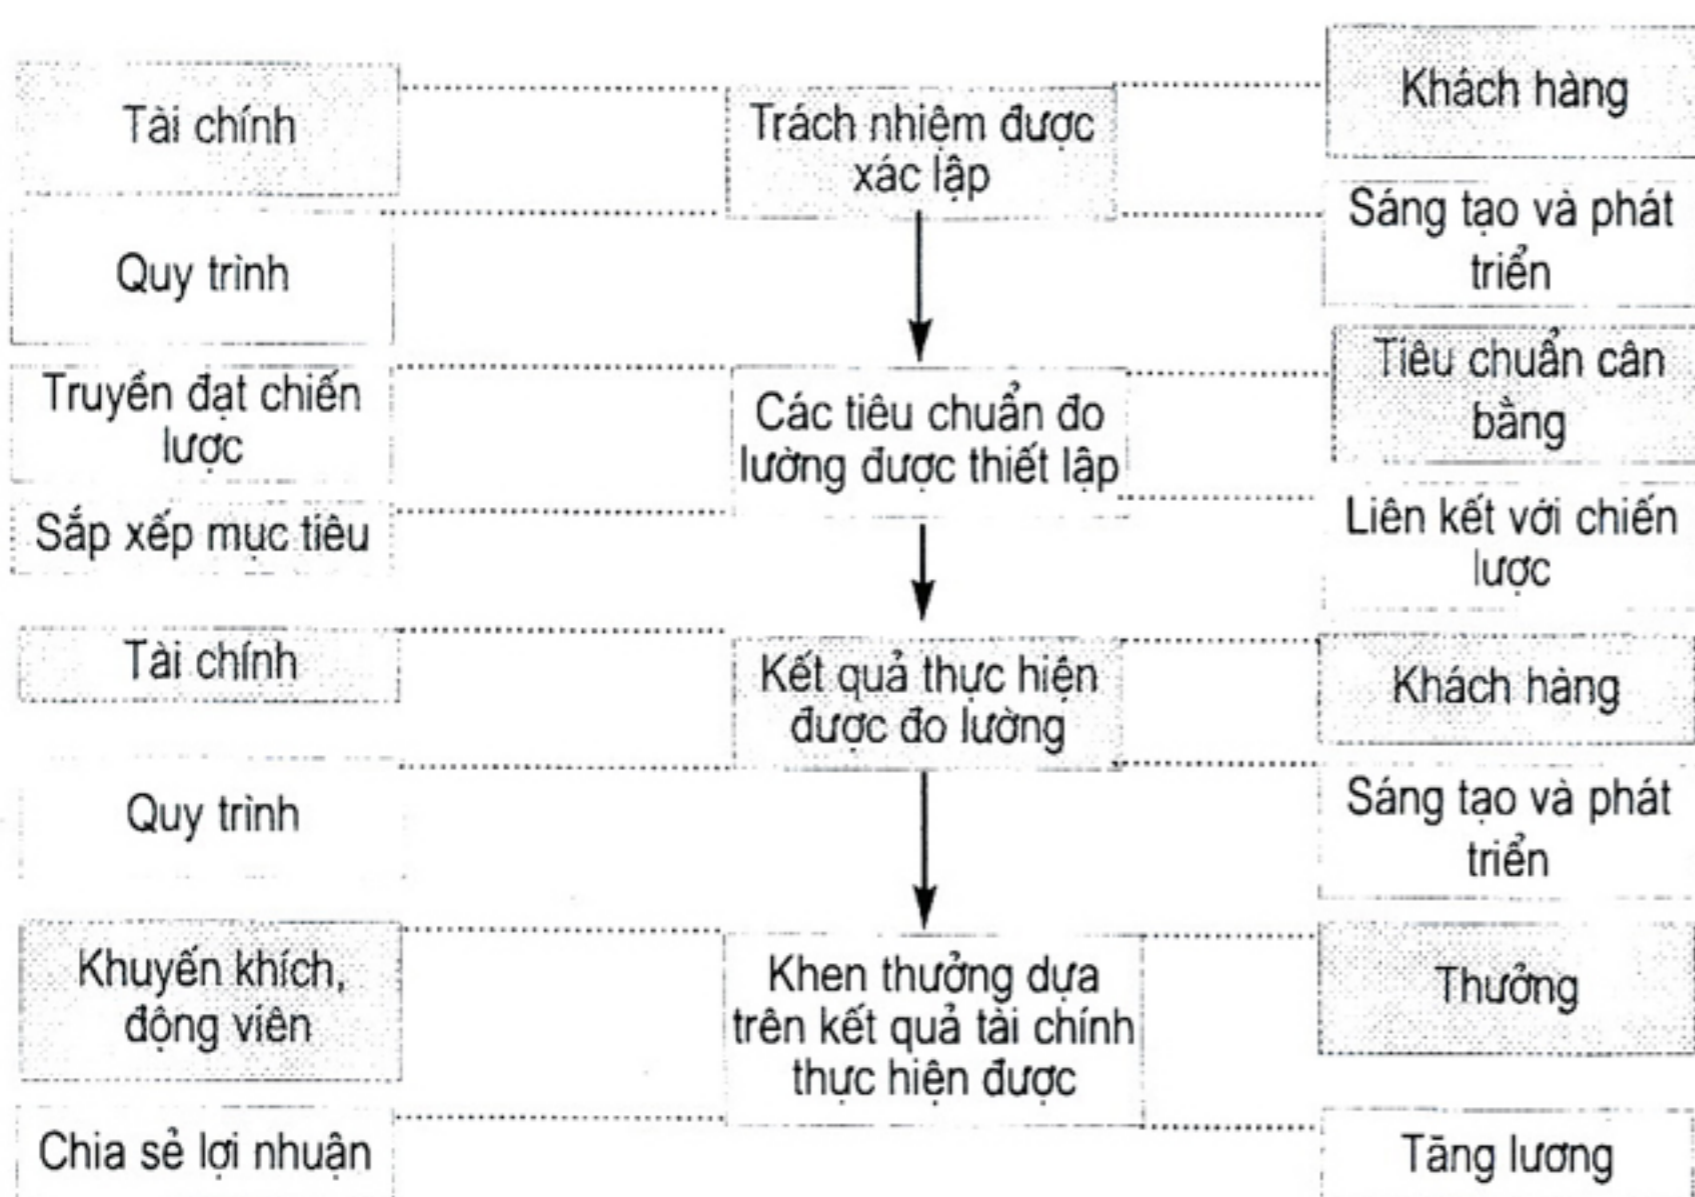 Tài chính
Trách nhiệm được
xác lập
Khách hàng
Quy trình
Sáng tạo và phát
triển
Truyền đạt chiến
lược
Các tiêu chuẩn đo
lường được thiết lập
Tiêu chuẩn cân
bằng
Sắp xếp mục tiêu
Liên kết với chiến
lược
Tài chính
Kết quả thực hiện
được đo lường
Khách hàng
Quy trình
Sáng tạo và phát
triển
Khuyến khích,
động viên
Khen thưởng dựa
trên kết quả tài chính
thực hiện được
Thưởng
Chia sẻ lợi nhuận
Tăng lương